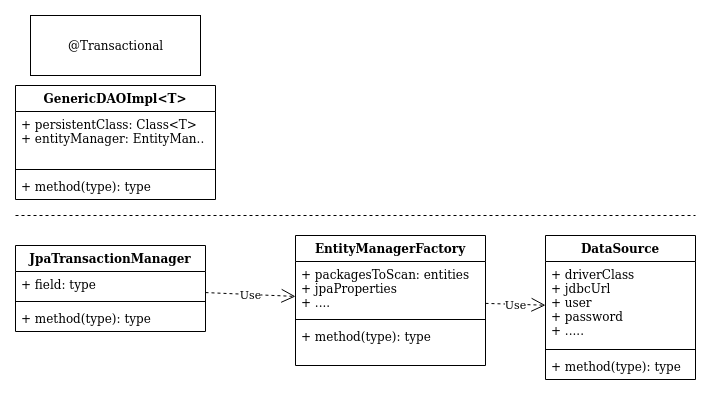 @Transactional
GenericDAOImpl<T>
+ persistentClass: Class<T>
+ entityManager: EntityMan..
+ method(type): type
JpaTransactionManager
+ field: type
+ method(type): type
Use
EntityManagerFactory
+ packagesToScan: entities
+ jpaProperties
+ ....
+ method(type): type
Use
DataSource
+ driverClass
+ jdbcUrl
+ user
+ password
+ .....
+ method(type): type